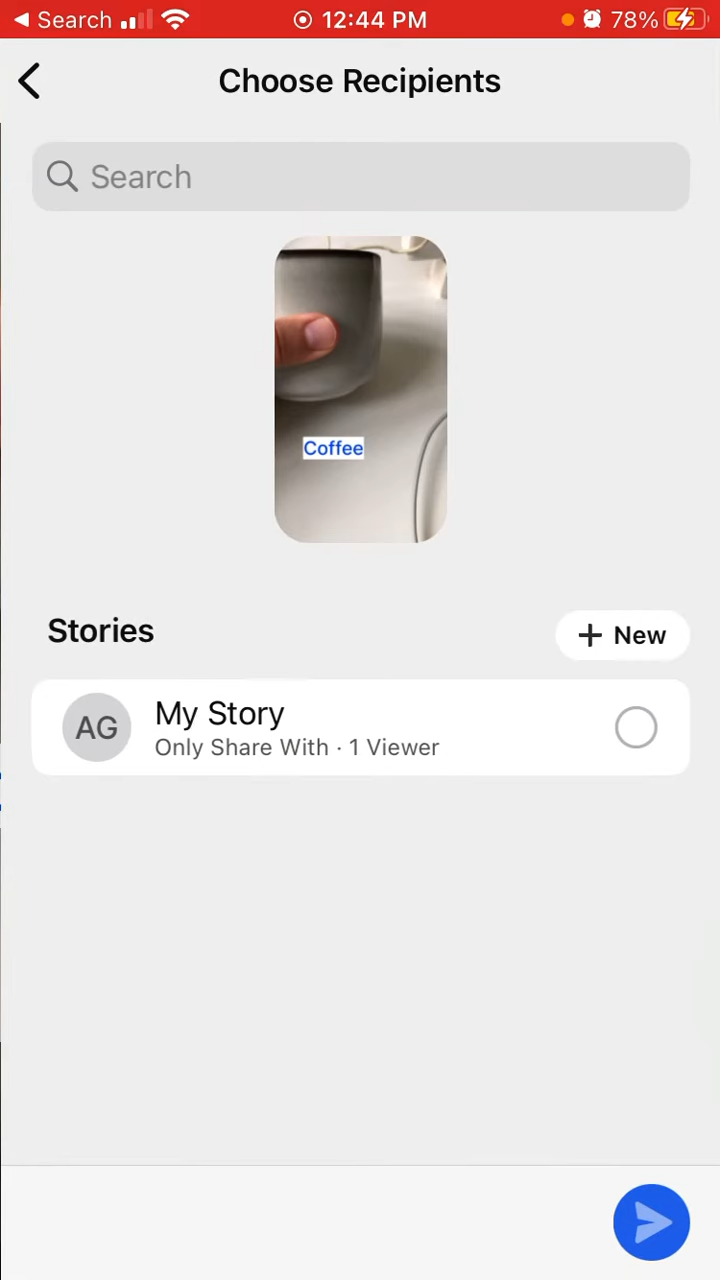 Search
12:44 PM
78%
Choose Recipients
Search
Coffee
Stories
+ New
AG
My Story
Only Share With · 1 Viewer